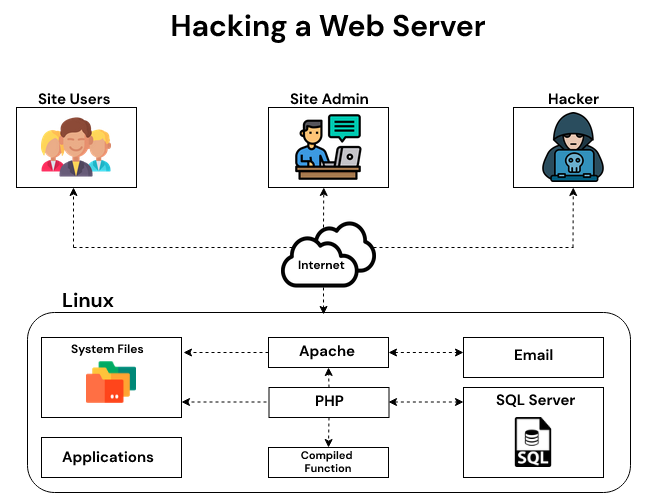 Hacking a Web Server
Site Users
Site Admin
Hacker
Internet
Linux
System Files
Apache
Email
PHP
SQL Server
SQL
Applications
Compiled
Function